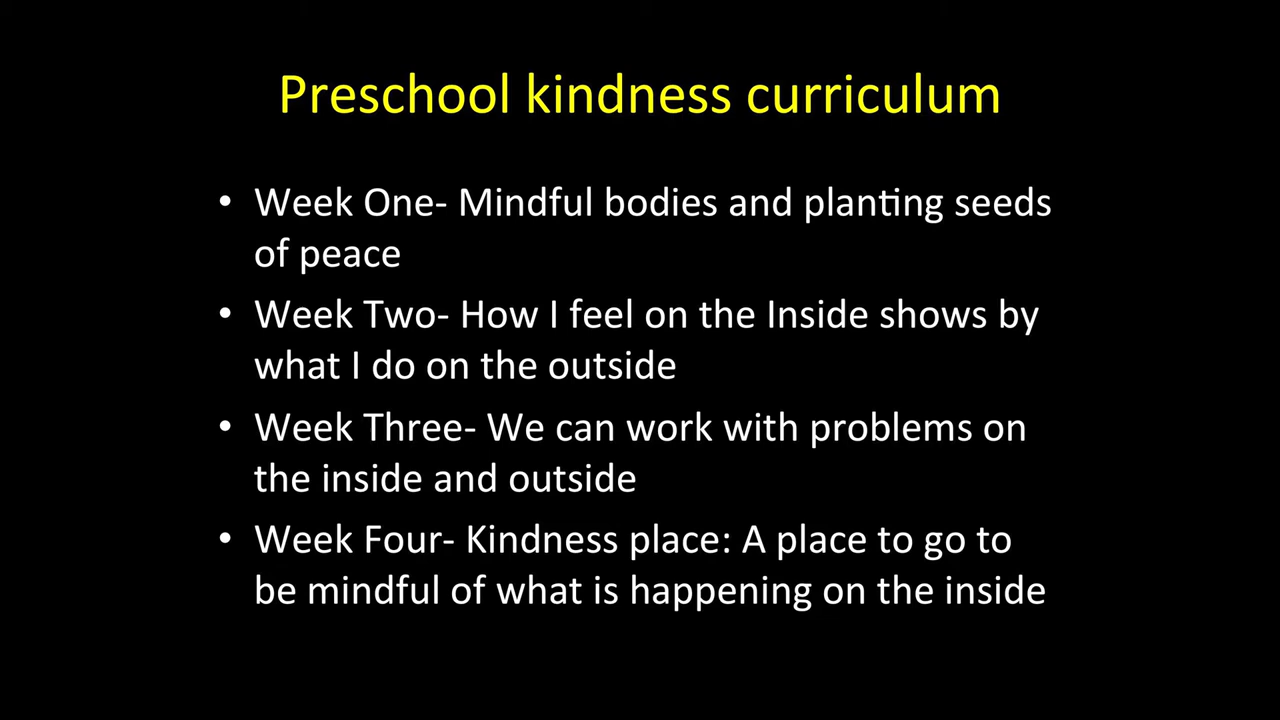 Preschool kindness curriculum
• Week One- Mindful bodies and planting seeds
of peace
• Week Two- How I feel on the Inside shows by
what I do on the outside
• Week Three- We can work with problems on
the inside and outside
• Week Four- Kindness place: A place to go to
be mindful of what is happening on the inside